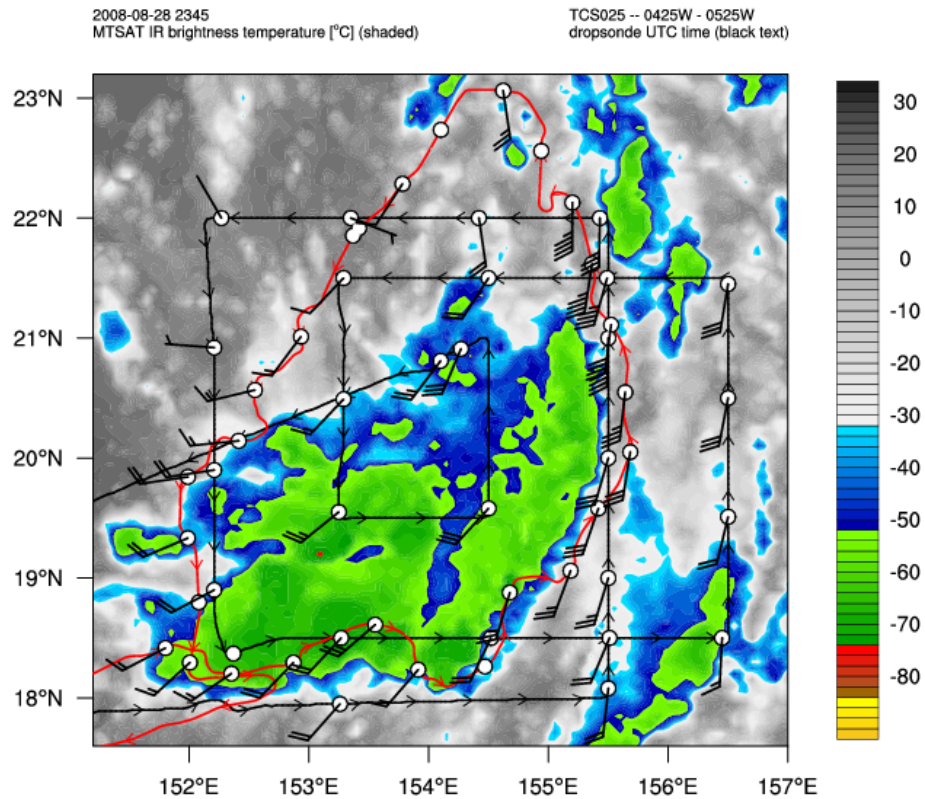 2008-08-28 2345
MTSAT IR brightness temperature [°C] (shaded)
TCS025 -- 0425W - 0525W
dropsonde UTC time (black text)
23°N
22°N
21°N
20°N
19°N
18°N
152°E
153°E
154°E
155°E
156°E
157°E
30
20
10
0
-10
-20
-30
-40
-50
-60
-70
-80